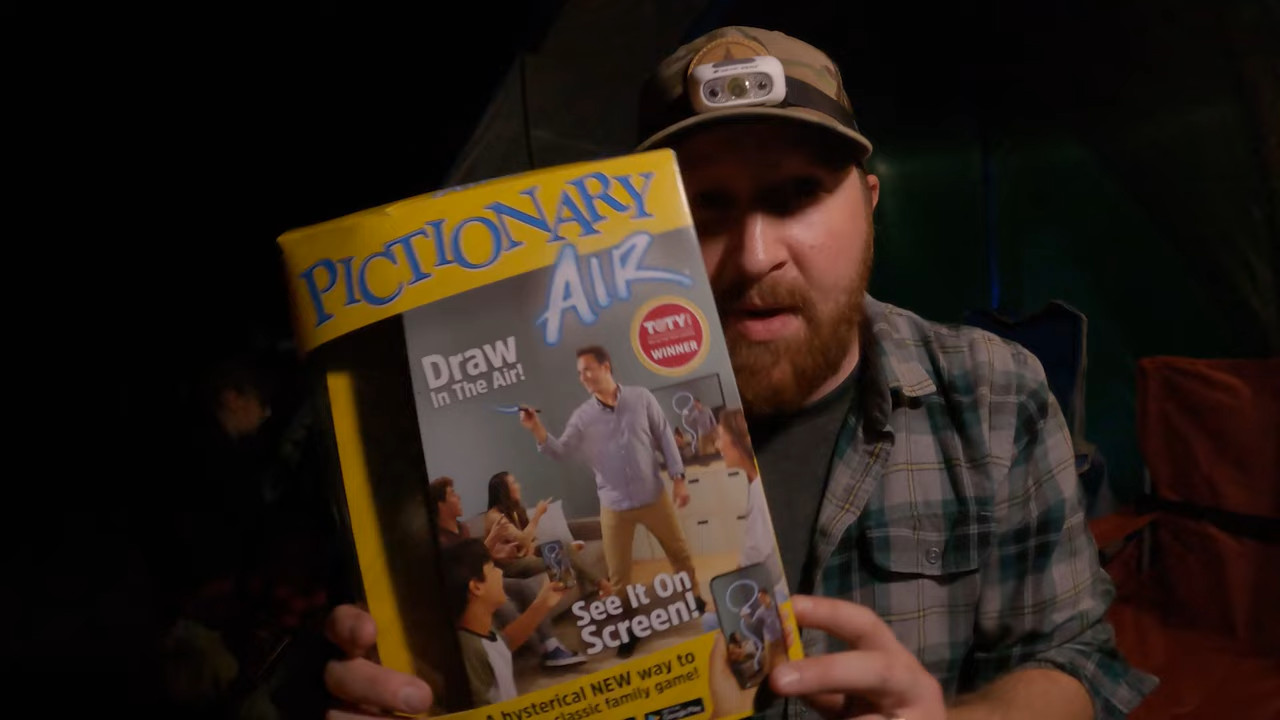 PICTIONARY
AIR
TOTY
WINNER
Draw
In The Air!
See It On
Screen!
A hysterical NEW way to
classic family game!